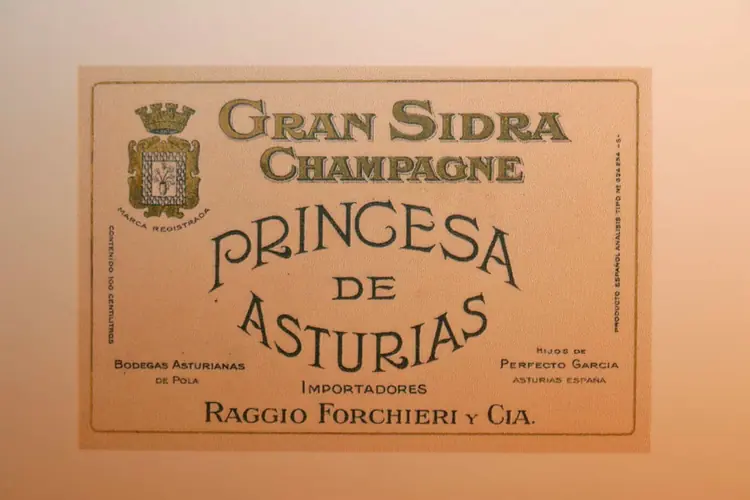 GRAN SIDRA
CHAMPAGNE
MARCA REGISTRADA
PRINCESA
DE
ASTURIAS
CONTENIDO 100 CENTILITROS
PRODUCTO ESPAÑOL ANALISIS TIPO Nº
BODEGAS ASTURIANAS
DE POLA
HIJOS DE
PERFECTO GARCIA
ASTURIAS ESPAÑA
IMPORTADORES
RAGGIO FORCHIERI Y CIA.